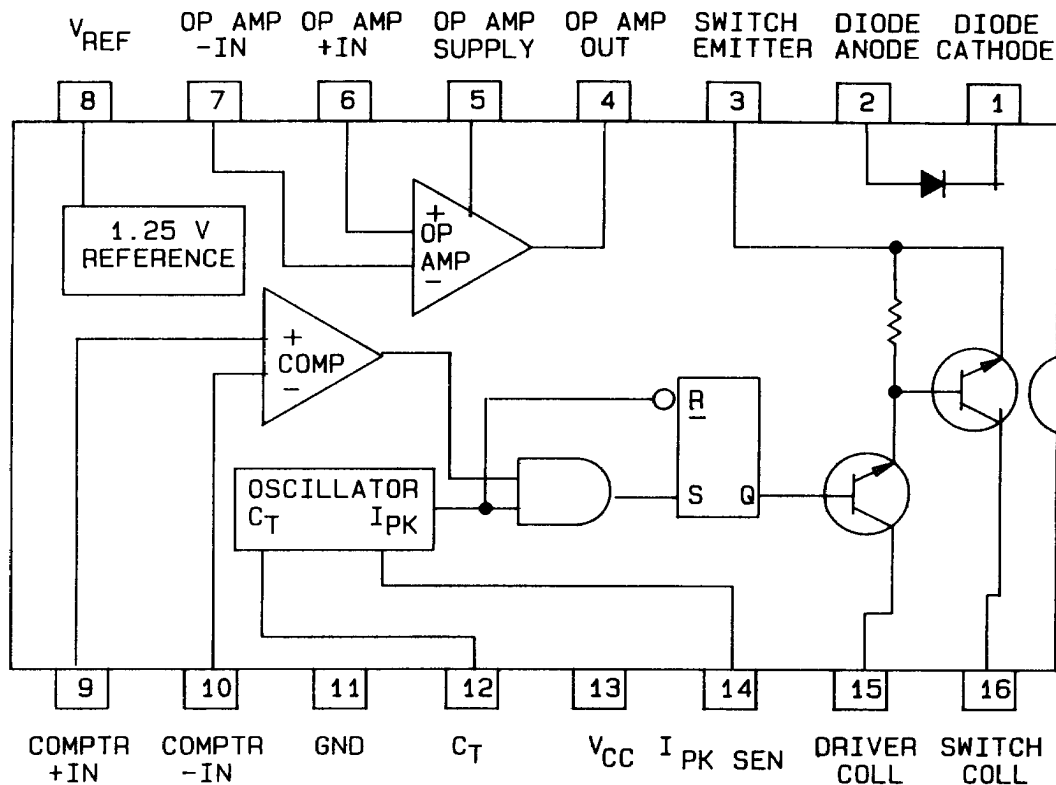 VREF
OP AMP -IN
OP AMP +IN
OP AMP SUPPLY
OP AMP OUT
SWITCH EMITTER
DIODE ANODE
DIODE CATHODE
8 7 6 5 4 3 2 1
1.25 V
REFERENCE
+
OP
AMP
-
+
COMP
-
R
S Q
OSCILLATOR
CT IPK
9 10 11 12 13 14 15 16
COMPTR +IN
COMPTR -IN
GND
CT
VCC
IPK SEN
DRIVER COLL
SWITCH COLL